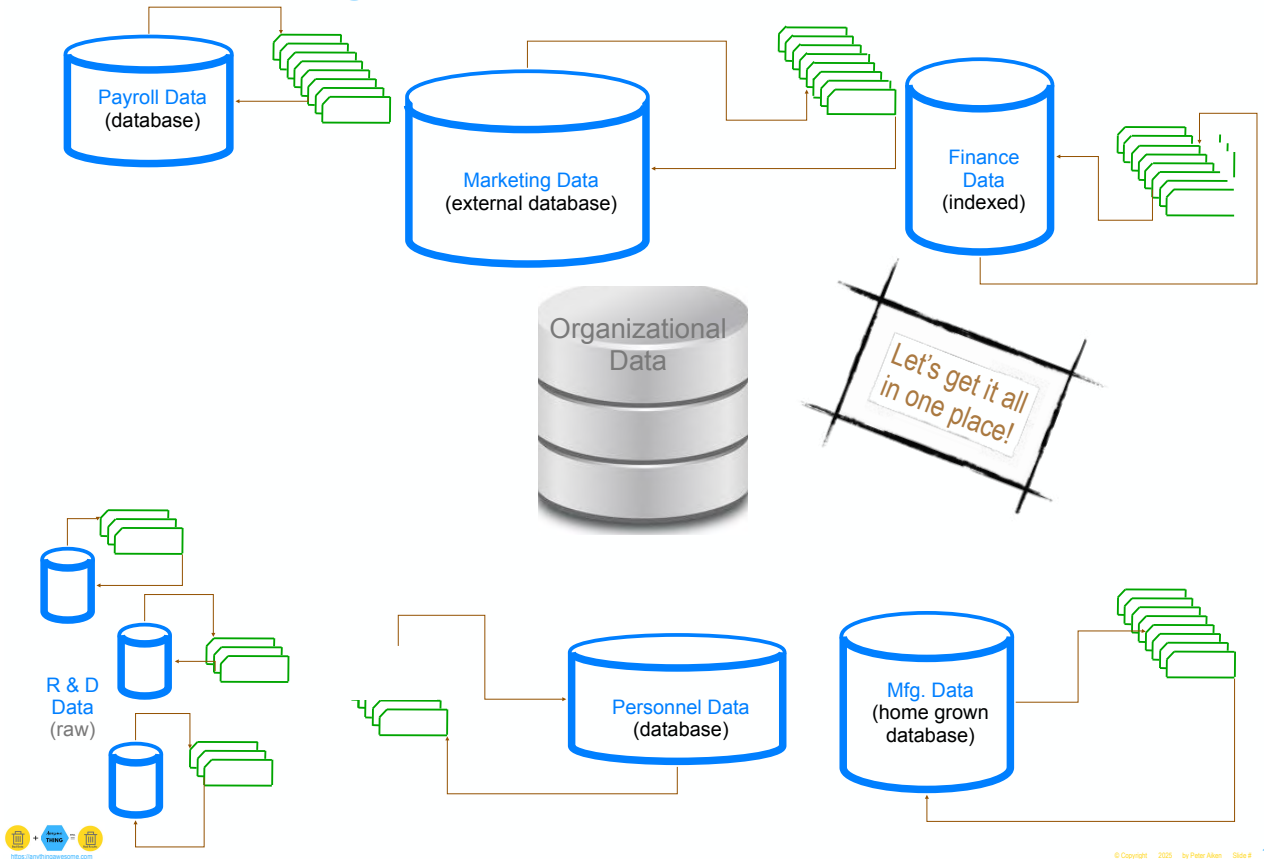 Payroll Data
(database)
Marketing Data
(external database)
Finance
Data
(indexed)
Organizational
Data
Let's get it all
in one place!
R & D
Data
(raw)
Personnel Data
(database)
Mfg. Data
(home grown
database)
+ THING =
https://anythingawesome.com
© Copyright 2025 by Peter Aiken Slide #